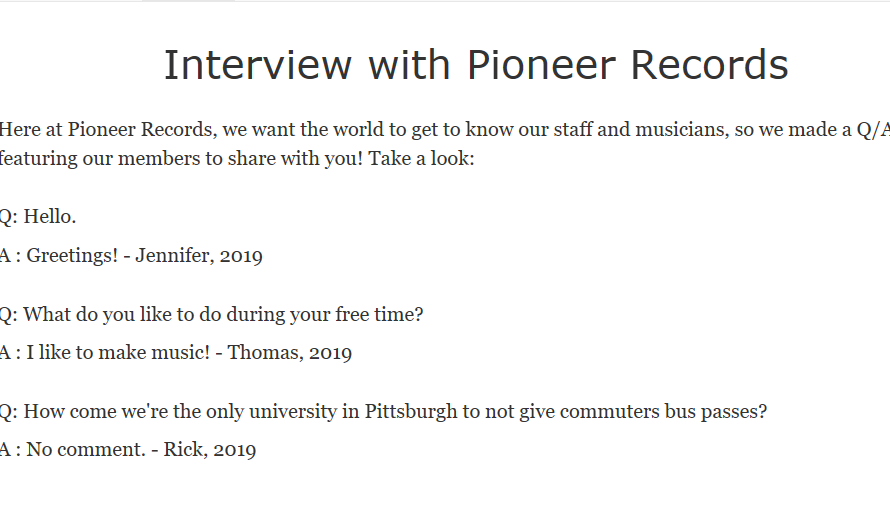 Interview with Pioneer Records
Here at Pioneer Records, we want the world to get to know our staff and musicians, so we made a Q/A
featuring our members to share with you! Take a look:
Q: Hello.
A : Greetings! - Jennifer, 2019
Q: What do you like to do during your free time?
A : I like to make music! - Thomas, 2019
Q: How come we're the only university in Pittsburgh to not give commuters bus passes?
A : No comment. - Rick, 2019